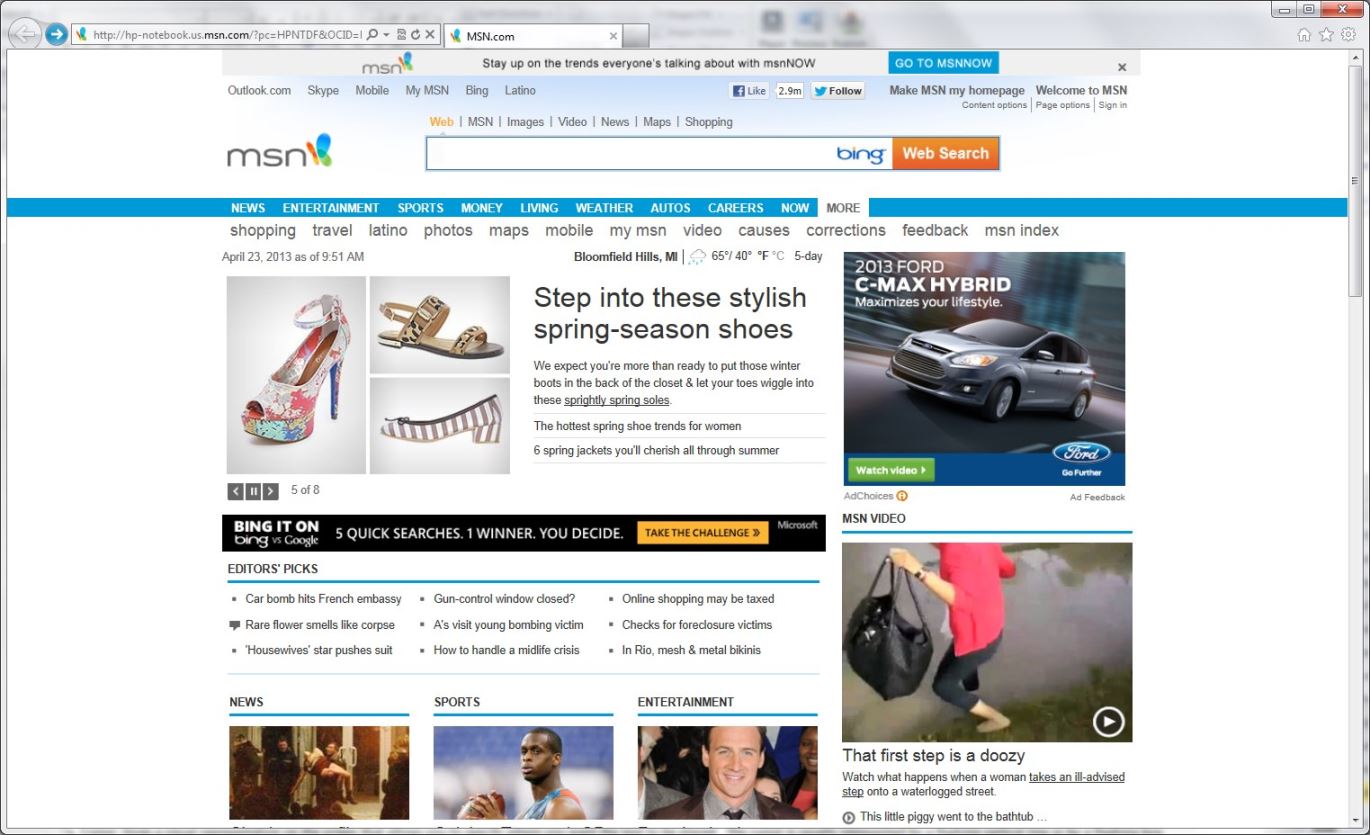 http://hp-notebook.us.msn.com/?pc=HPNTDF&OCID=I
MSN.com
msn
Stay up on the trends everyone's talking about with msnNOW
GO TO MSNNOW
Outlook.com Skype Mobile My MSN Bing Latino
Like 2.9m Follow
Make MSN my homepage Welcome to MSN
Content options | Page options | Sign in
Web | MSN | Images | Video | News | Maps | Shopping
msn
bing Web Search
NEWS ENTERTAINMENT SPORTS MONEY LIVING WEATHER AUTOS CAREERS NOW MORE
shopping travel latino photos maps mobile my msn video causes corrections feedback msn index
April 23, 2013 as of 9:51 AM
Bloomfield Hills, MI | 65°/ 40° °F °C 5-day
Step into these stylish
spring-season shoes
We expect you're more than ready to put those winter
boots in the back of the closet & let your toes wiggle into
these sprightly spring soles.
The hottest spring shoe trends for women
6 spring jackets you'll cherish all through summer
5 of 8
2013 FORD
C-MAX HYBRID
Maximizes your lifestyle.
Watch video
Ford
Go Further
AdChoices
Ad Feedback
BING IT ON
bing vs Google
5 QUICK SEARCHES. 1 WINNER. YOU DECIDE.
TAKE THE CHALLENGE »
Microsoft
EDITORS' PICKS
Car bomb hits French embassy
Gun-control window closed?
Online shopping may be taxed
Rare flower smells like corpse
A's visit young bombing victim
Checks for foreclosure victims
'Housewives' star pushes suit
How to handle a midlife crisis
In Rio, mesh & metal bikinis
NEWS
SPORTS
ENTERTAINMENT
MSN VIDEO
That first step is a doozy
Watch what happens when a woman takes an ill-advised
step onto a waterlogged street.
This little piggy went to the bathtub ...